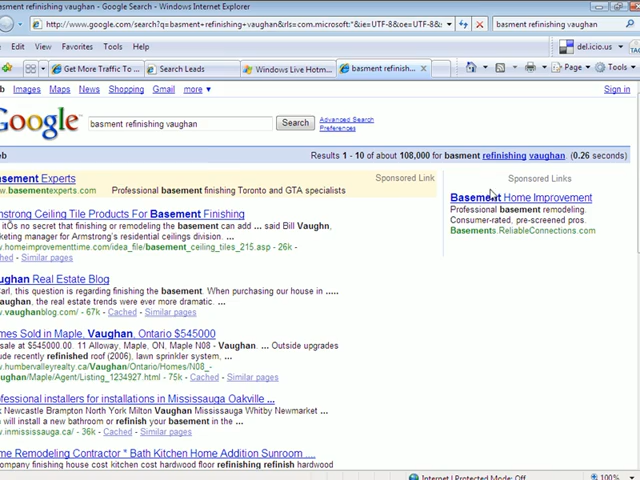 asment refinishing vaughan - Google Search - Windows Internet Explorer
http://www.google.com/search?q=basment+refinishing+vaughan&rls=com.microsoft:*&ie=UTF-8&oe=UTF-8&s
basment refinishing vaughan
Edit View Favorites Tools Help
del.icio.us
TAG
Get More Traffic To ...
Search Leads
Windows Live Hotm...
basment refinish...
Page
Tools
b Images Maps News Shopping Gmail more
Sign in
Google
basment refinishing vaughan
Search
Advanced Search
Preferences
eb
Results 1 - 10 of about 108,000 for basment refinishing vaughan. (0.26 seconds)
sement Experts
Sponsored Link
w.basementexperts.com Professional basement finishing Toronto and GTA specialists
Sponsored Links
Basement Home Improvement
Professional basement remodeling.
Consumer-rated, pre-screened pros.
Basements.ReliableConnections.com
nstrong Ceiling Tile Products For Basement Finishing
itÕs no secret that finishing or remodeling the basement can add ... said Bill Vaughn,
keting manager for Armstrong's residential ceilings division. ...
w.homeimprovementtime.com/idea_file/basement_ceiling_tiles_215.asp - 26k -
hed - Similar pages
aughan Real Estate Blog
Carl, this question is regarding finishing the basement. When purchasing our house in .....
aughan, the real estate trends were ever more dramatic. ...
w.vaughanblog.com/ - 67k - Cached - Similar pages
mes Sold in Maple, Vaughan, Ontario $545000
sale at $545000. 11 Alloway, Maple, ON, Maple N08 - Vaughan. ... Outside upgrades
ude recently refinished roof (2006), lawn sprinkler system, ...
w.humbervalleyrealty.ca/Vaughan/Ontario/Homes/N08_-
aughan/Maple/Agent/Listing_1234927.html - 75k - Cached - Similar pages
ofessional installers for installations in Mississauga Oakville ...
k Newcastle Brampton North York Milton Vaughan Mississauga Whitby Newmarket ...
will install a new bathroom or refinish your basement in the ...
w.inmississauga.ca/ - 36k - Cached - Similar pages
me Remodeling Contractor * Bath Kitchen Home Addition Sunroom ....
ompany finishing house cost kitchen cost hardwood floor refinishing refinish hardwood
Internet | Protected Mode: Off
100%